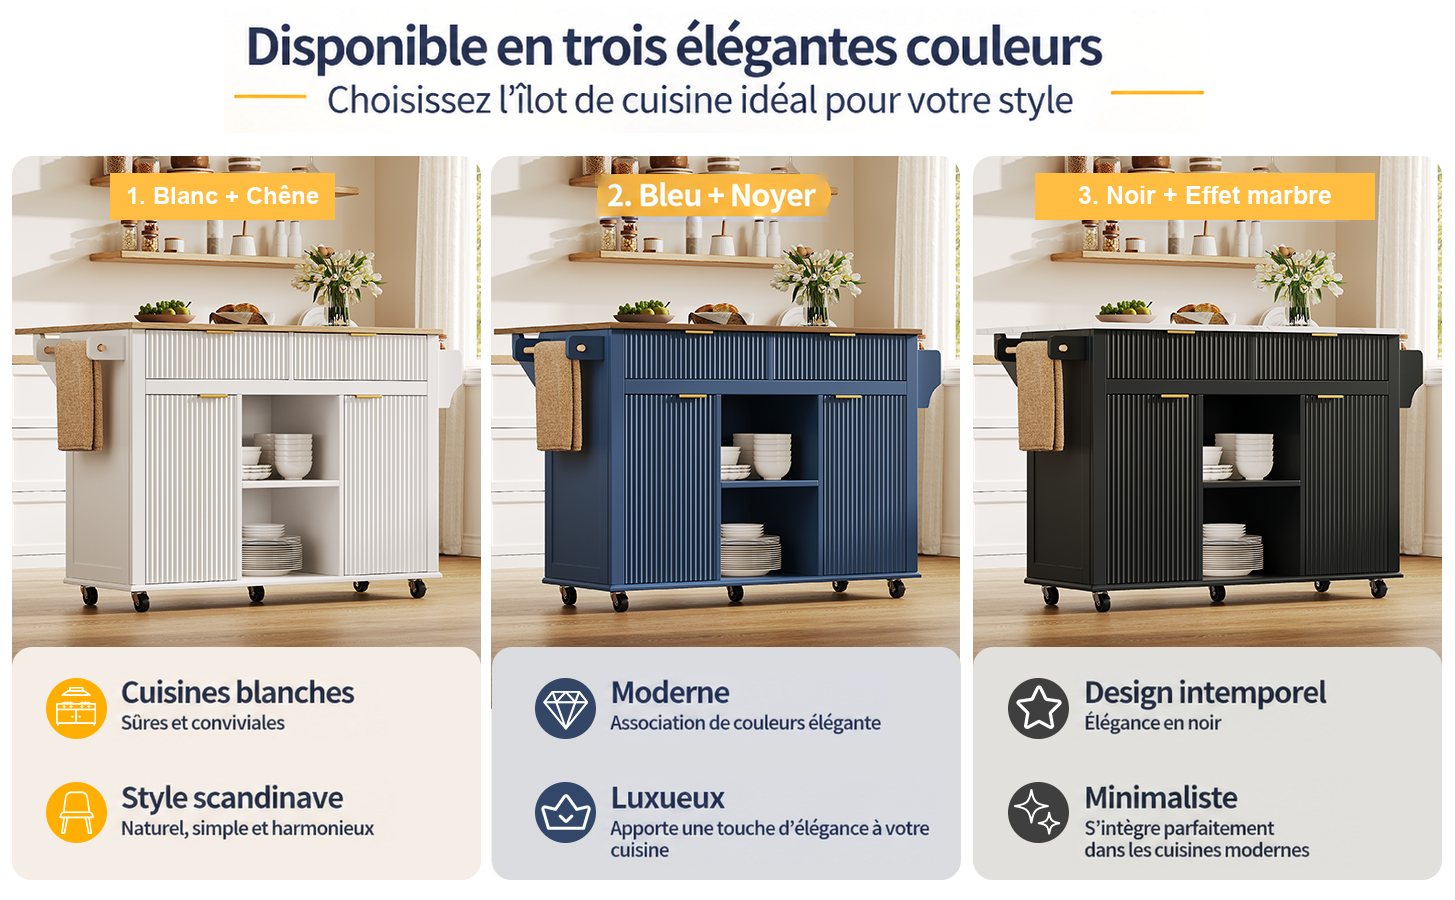 Disponible en trois élégantes couleurs
Choisissez l’îlot de cuisine idéal pour votre style
1. Blanc + Chêne
2. Bleu + Noyer
3. Noir + Effet marbre
Cuisines blanches
Sûres et conviviales
Style scandinave
Naturel, simple et harmonieux
Moderne
Association de couleurs élégante
Luxueux
Apporte une touche d’élégance à votre
cuisine
Design intemporel
Élégance en noir
Minimaliste
S’intègre parfaitement
dans les cuisines modernes